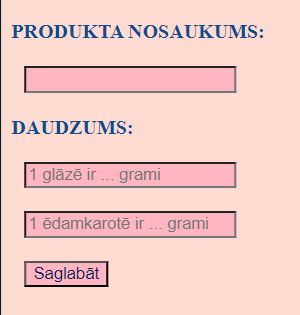 PRODUKTA NOSAUKUMS:
DAUDZUMS:
1 glāzē ir ... grami
1 ēdamkarotē ir ... grami
Saglabāt